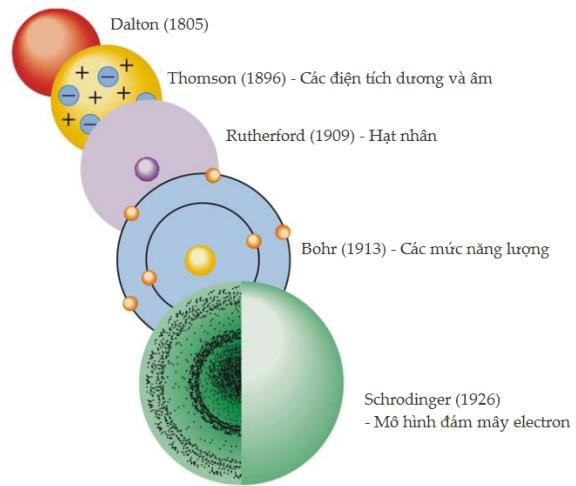 Dalton (1805)
Thomson (1896) - Các điện tích dương và âm
Rutherford (1909) - Hạt nhân
Bohr (1913) - Các mức năng lượng
Schrodinger (1926)
- Mô hình đám mây electron